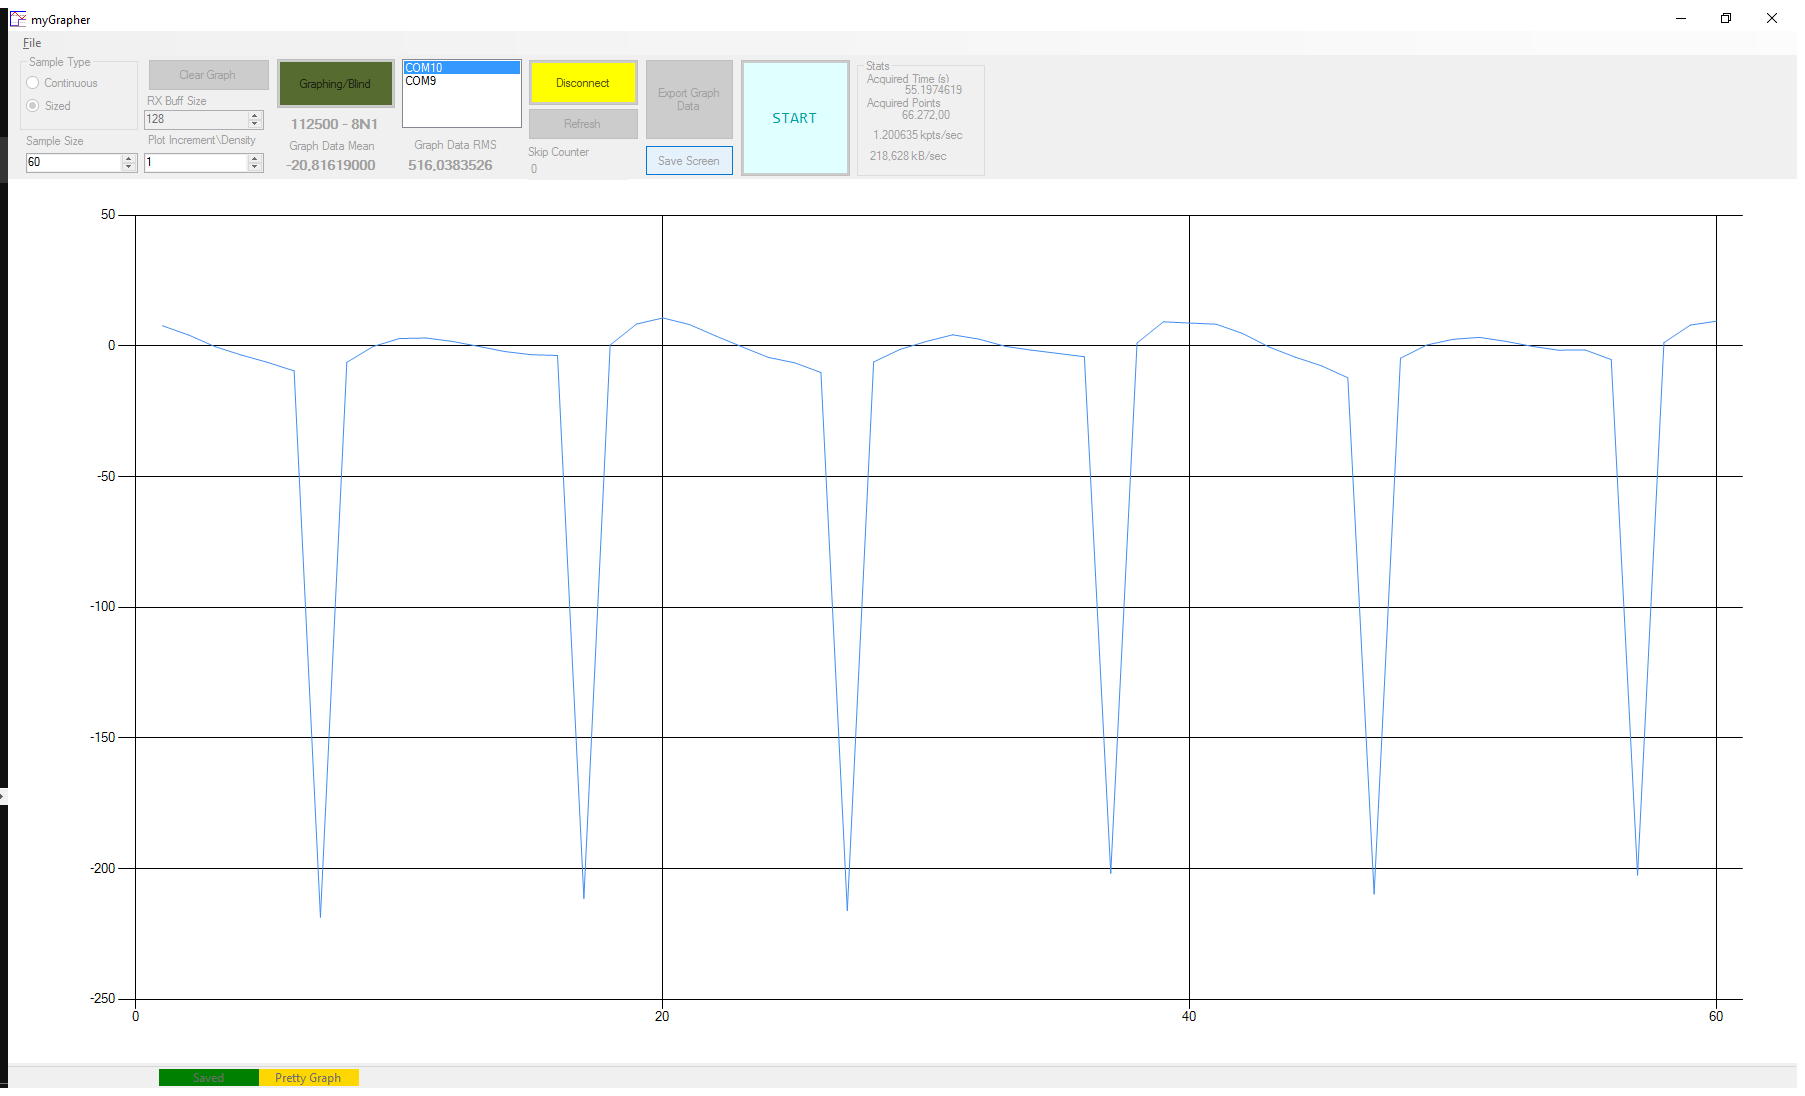 myGrapher
File
Sample Type
Continuous
Sized
Sample Size
60
Clear Graph
RX Buff Size
128
Plot Increment\Density
1
Graphing/Blind
112500 - 8N1
Graph Data Mean
-20,81619000
COM10
COM9
Graph Data RMS
516,0383526
Disconnect
Refresh
Skip Counter
0
Export Graph
Data
Save Screen
START
Stats
Acquired Time (s)
55.1974619
Acquired Points
66.272,00
1.200635 kpts/sec
218,628 kB/sec
50
0
-50
-100
-150
-200
-250
0
20
40
60
Saved
Pretty Graph